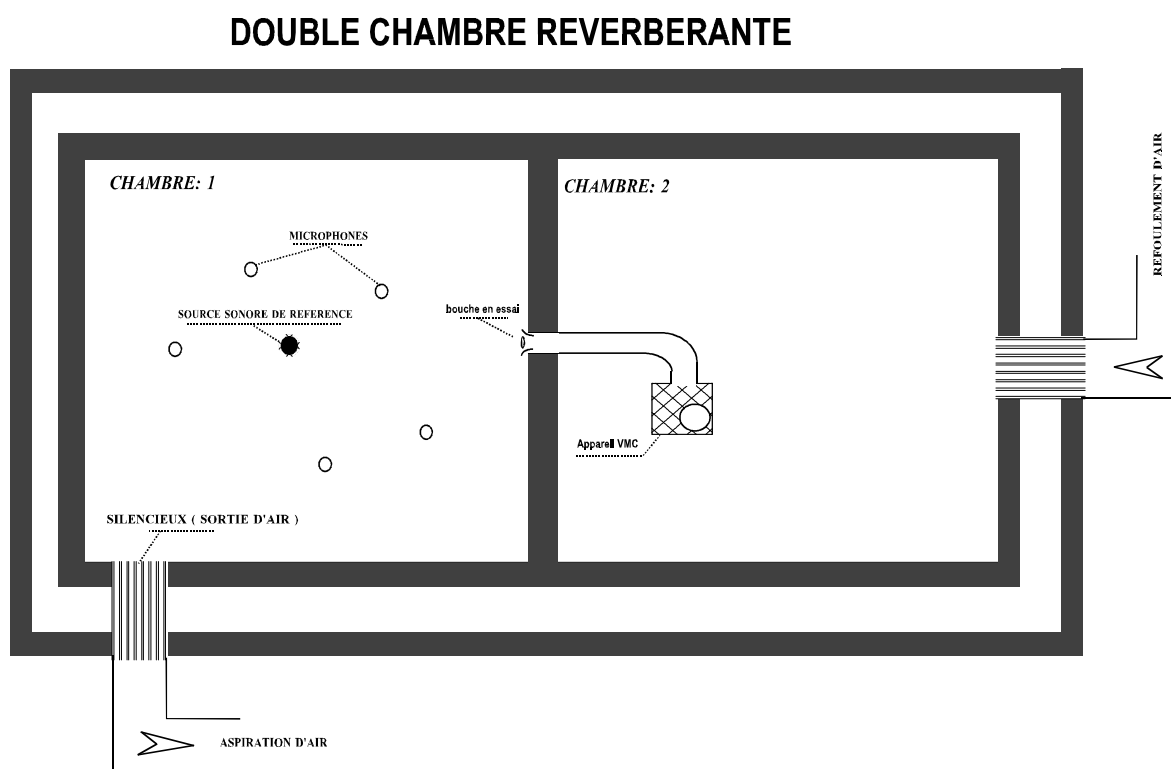 DOUBLE CHAMBRE REVERBERANTE
CHAMBRE: 1
CHAMBRE: 2
MICROPHONES
SOURCE SONORE DE REFERENCE
bouche en essai
REFOULEMENT D'AIR
Appareil VMC
SILENCIEUX ( SORTIE D'AIR )
ASPIRATION D'AIR